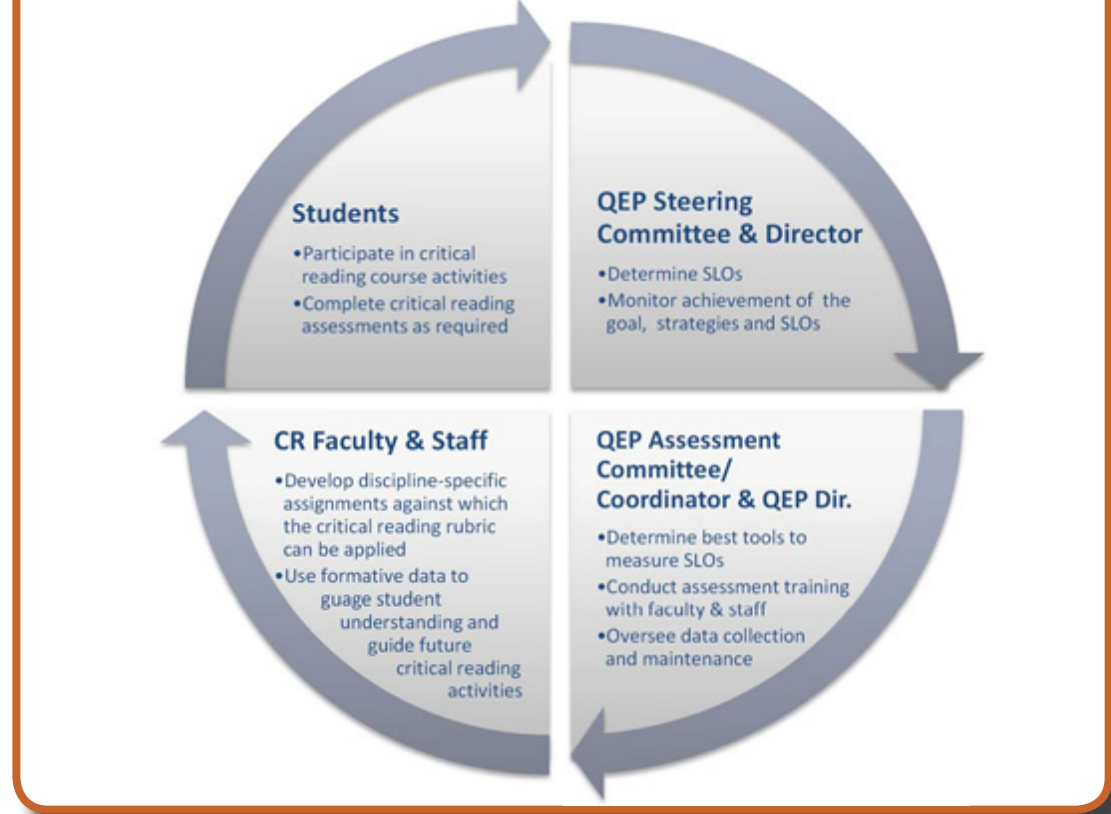 Students
•Participate in critical
reading course activities
•Complete critical reading
assessments as required
QEP Steering
Committee & Director
•Determine SLOs
•Monitor achievement of the
goal, strategies and SLOs
CR Faculty & Staff
•Develop discipline-specific
assignments against which
the critical reading rubric
can be applied
•Use formative data to
guage student
understanding and
guide future
critical reading
activities
QEP Assessment
Committee/
Coordinator & QEP Dir.
•Determine best tools to
measure SLOs
•Conduct assessment training
with faculty & staff
•Oversee data collection
and maintenance